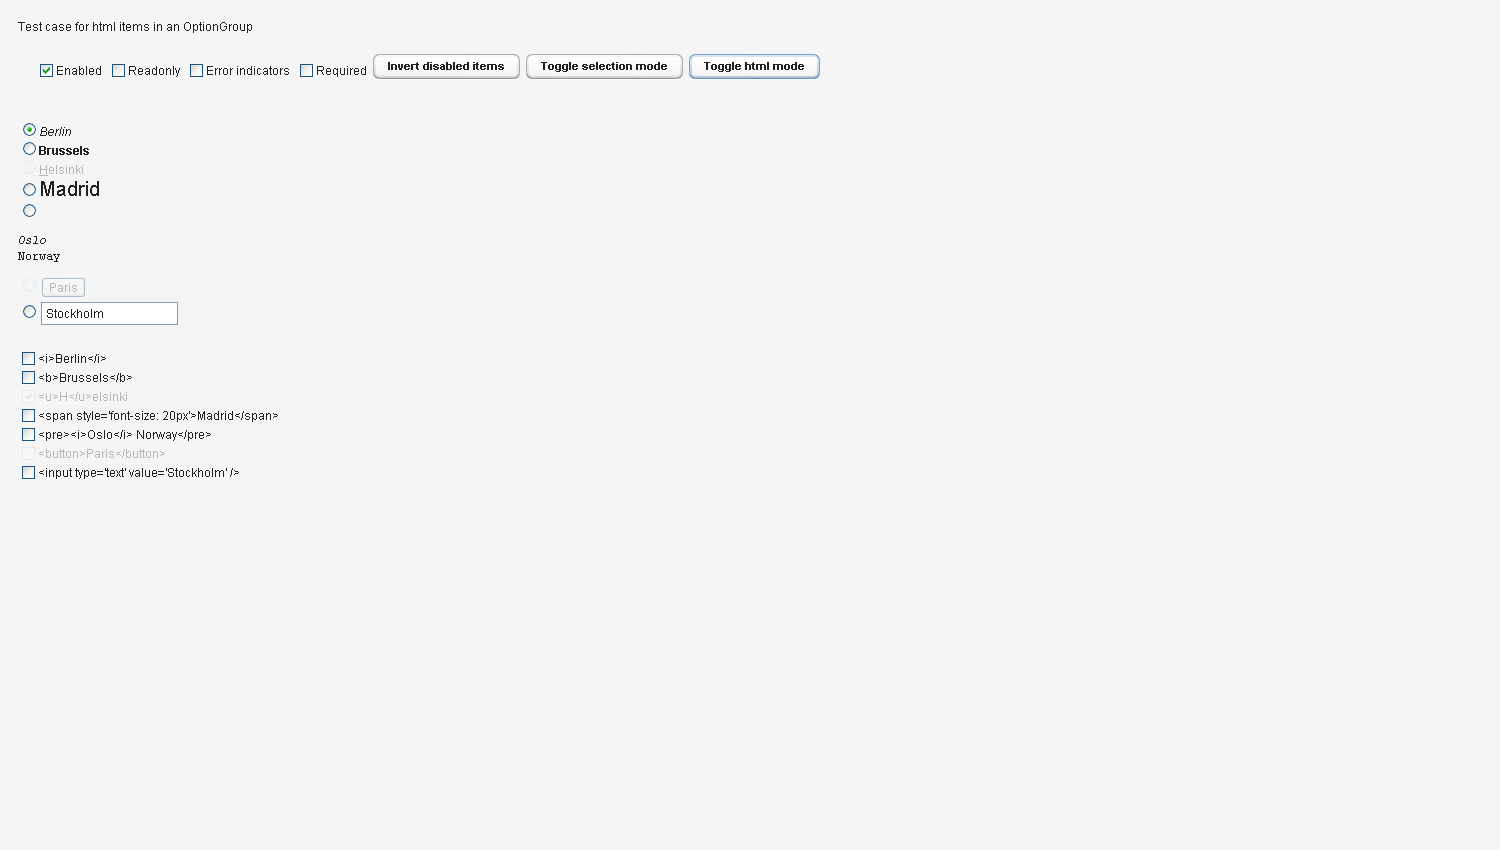 Test case for html items in an OptionGroup
Enabled Readonly Error indicators Required Invert disabled items Toggle selection mode Toggle html mode
Berlin
Brussels
Helsinki
Madrid
Oslo
Norway
Paris
Stockholm
<i>Berlin</i>
<b>Brussels</b>
<u>H</u>elsinki
<span style='font-size: 20px'>Madrid</span>
<pre><i>Oslo</i> Norway</pre>
<button>Paris</button>
<input type='text' value='Stockholm' />